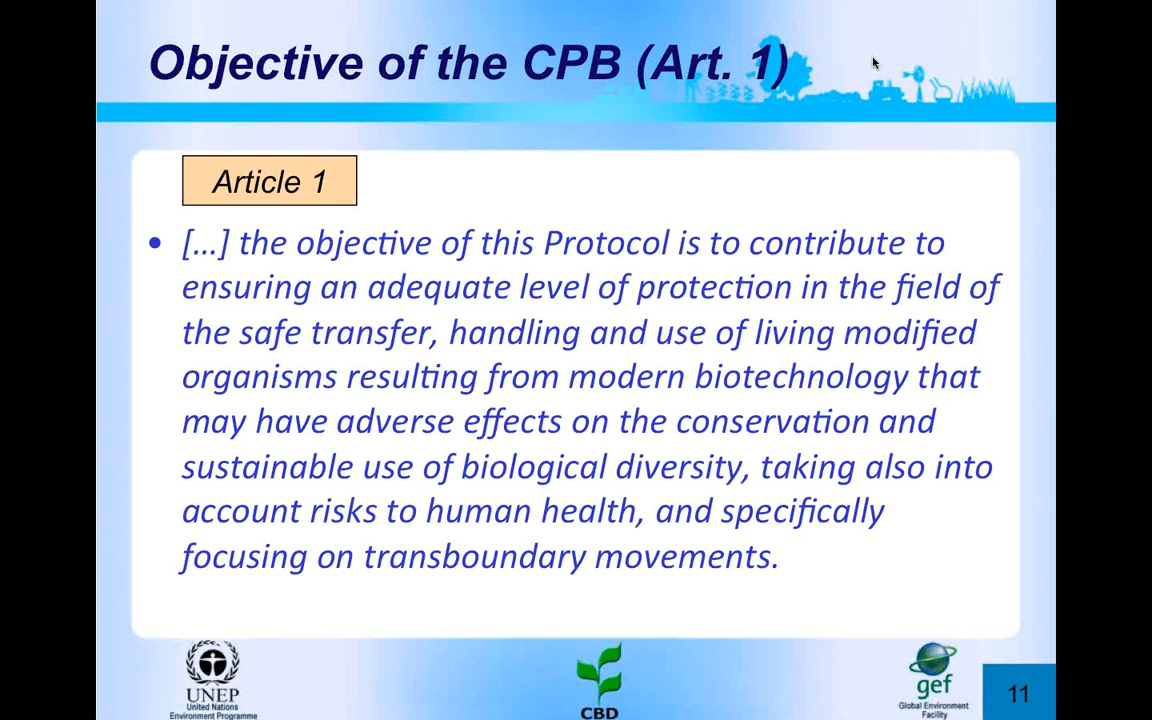 Objective of the CPB (Art. 1)
Article 1
• […] the objective of this Protocol is to contribute to
ensuring an adequate level of protection in the field of
the safe transfer, handling and use of living modified
organisms resulting from modern biotechnology that
may have adverse effects on the conservation and
sustainable use of biological diversity, taking also into
account risks to human health, and specifically
focusing on transboundary movements.
UNEP
United Nations
Environment Programme
CBD
gef
Global Environment
Facility
11